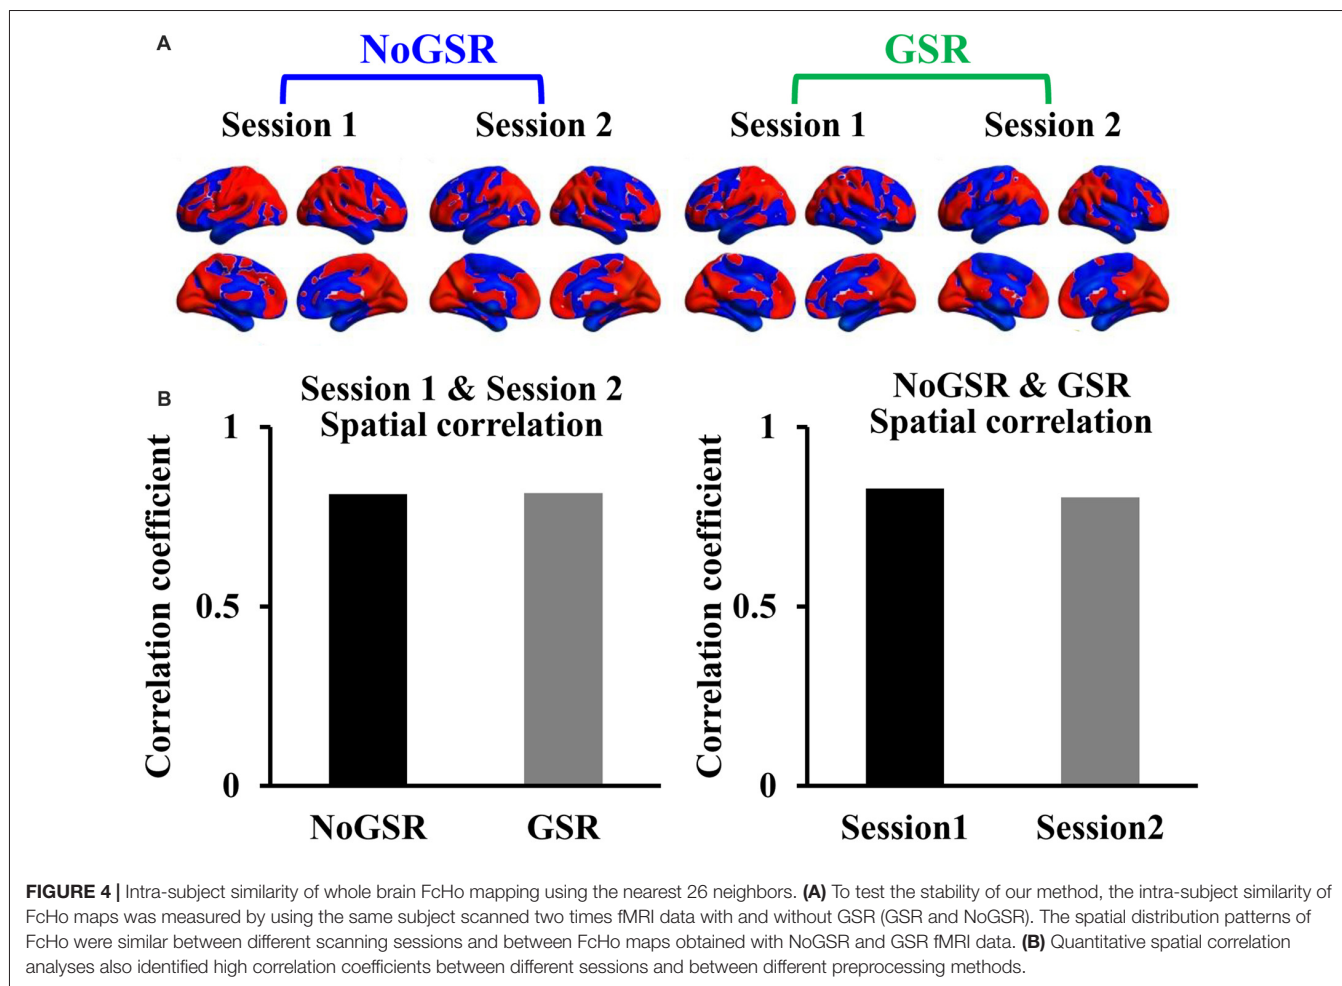 A
NoGSR
GSR
Session 1
Session 2
Session 1
Session 2
B
Session 1 & Session 2
Spatial correlation
Correlation coefficient
1
0.5
0
NoGSR
GSR
NoGSR & GSR
Spatial correlation
Correlation coefficient
1
0.5
0
Session1
Session2
FIGURE 4 | Intra-subject similarity of whole brain FcHo mapping using the nearest 26 neighbors. (A) To test the stability of our method, the intra-subject similarity of
FcHo maps was measured by using the same subject scanned two times fMRI data with and without GSR (GSR and NoGSR). The spatial distribution patterns of
FcHo were similar between different scanning sessions and between FcHo maps obtained with NoGSR and GSR fMRI data. (B) Quantitative spatial correlation
analyses also identified high correlation coefficients between different sessions and between different preprocessing methods.